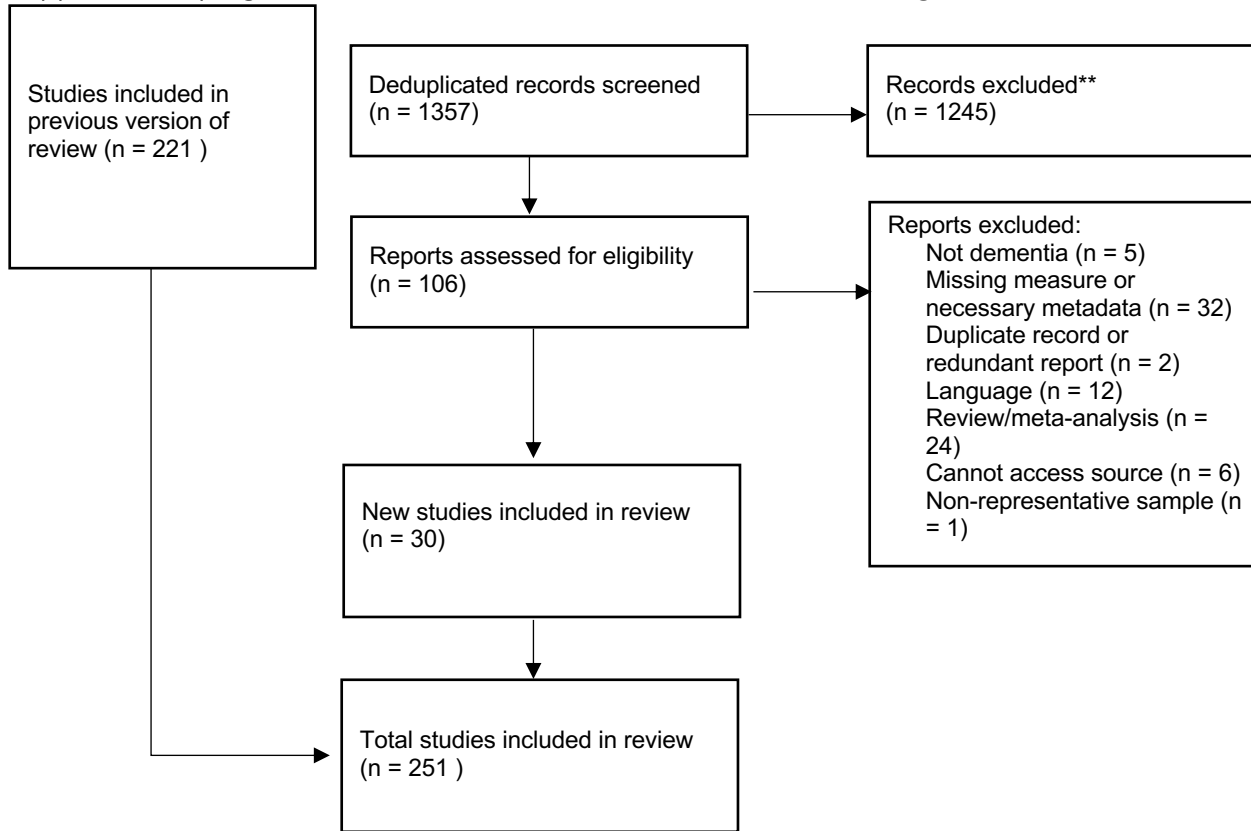 Studies included in
previous version of
review (n = 221 )
Deduplicated records screened
(n = 1357)
Records excluded**
(n = 1245)
Reports assessed for eligibility
(n = 106)
Reports excluded:
Not dementia (n = 5)
Missing measure or
necessary metadata (n = 32)
Duplicate record or
redundant report (n = 2)
Language (n = 12)
Review/meta-analysis (n =
24)
Cannot access source (n = 6)
Non-representative sample (n
= 1)
New studies included in review
(n = 30)
Total studies included in review
(n = 251 )